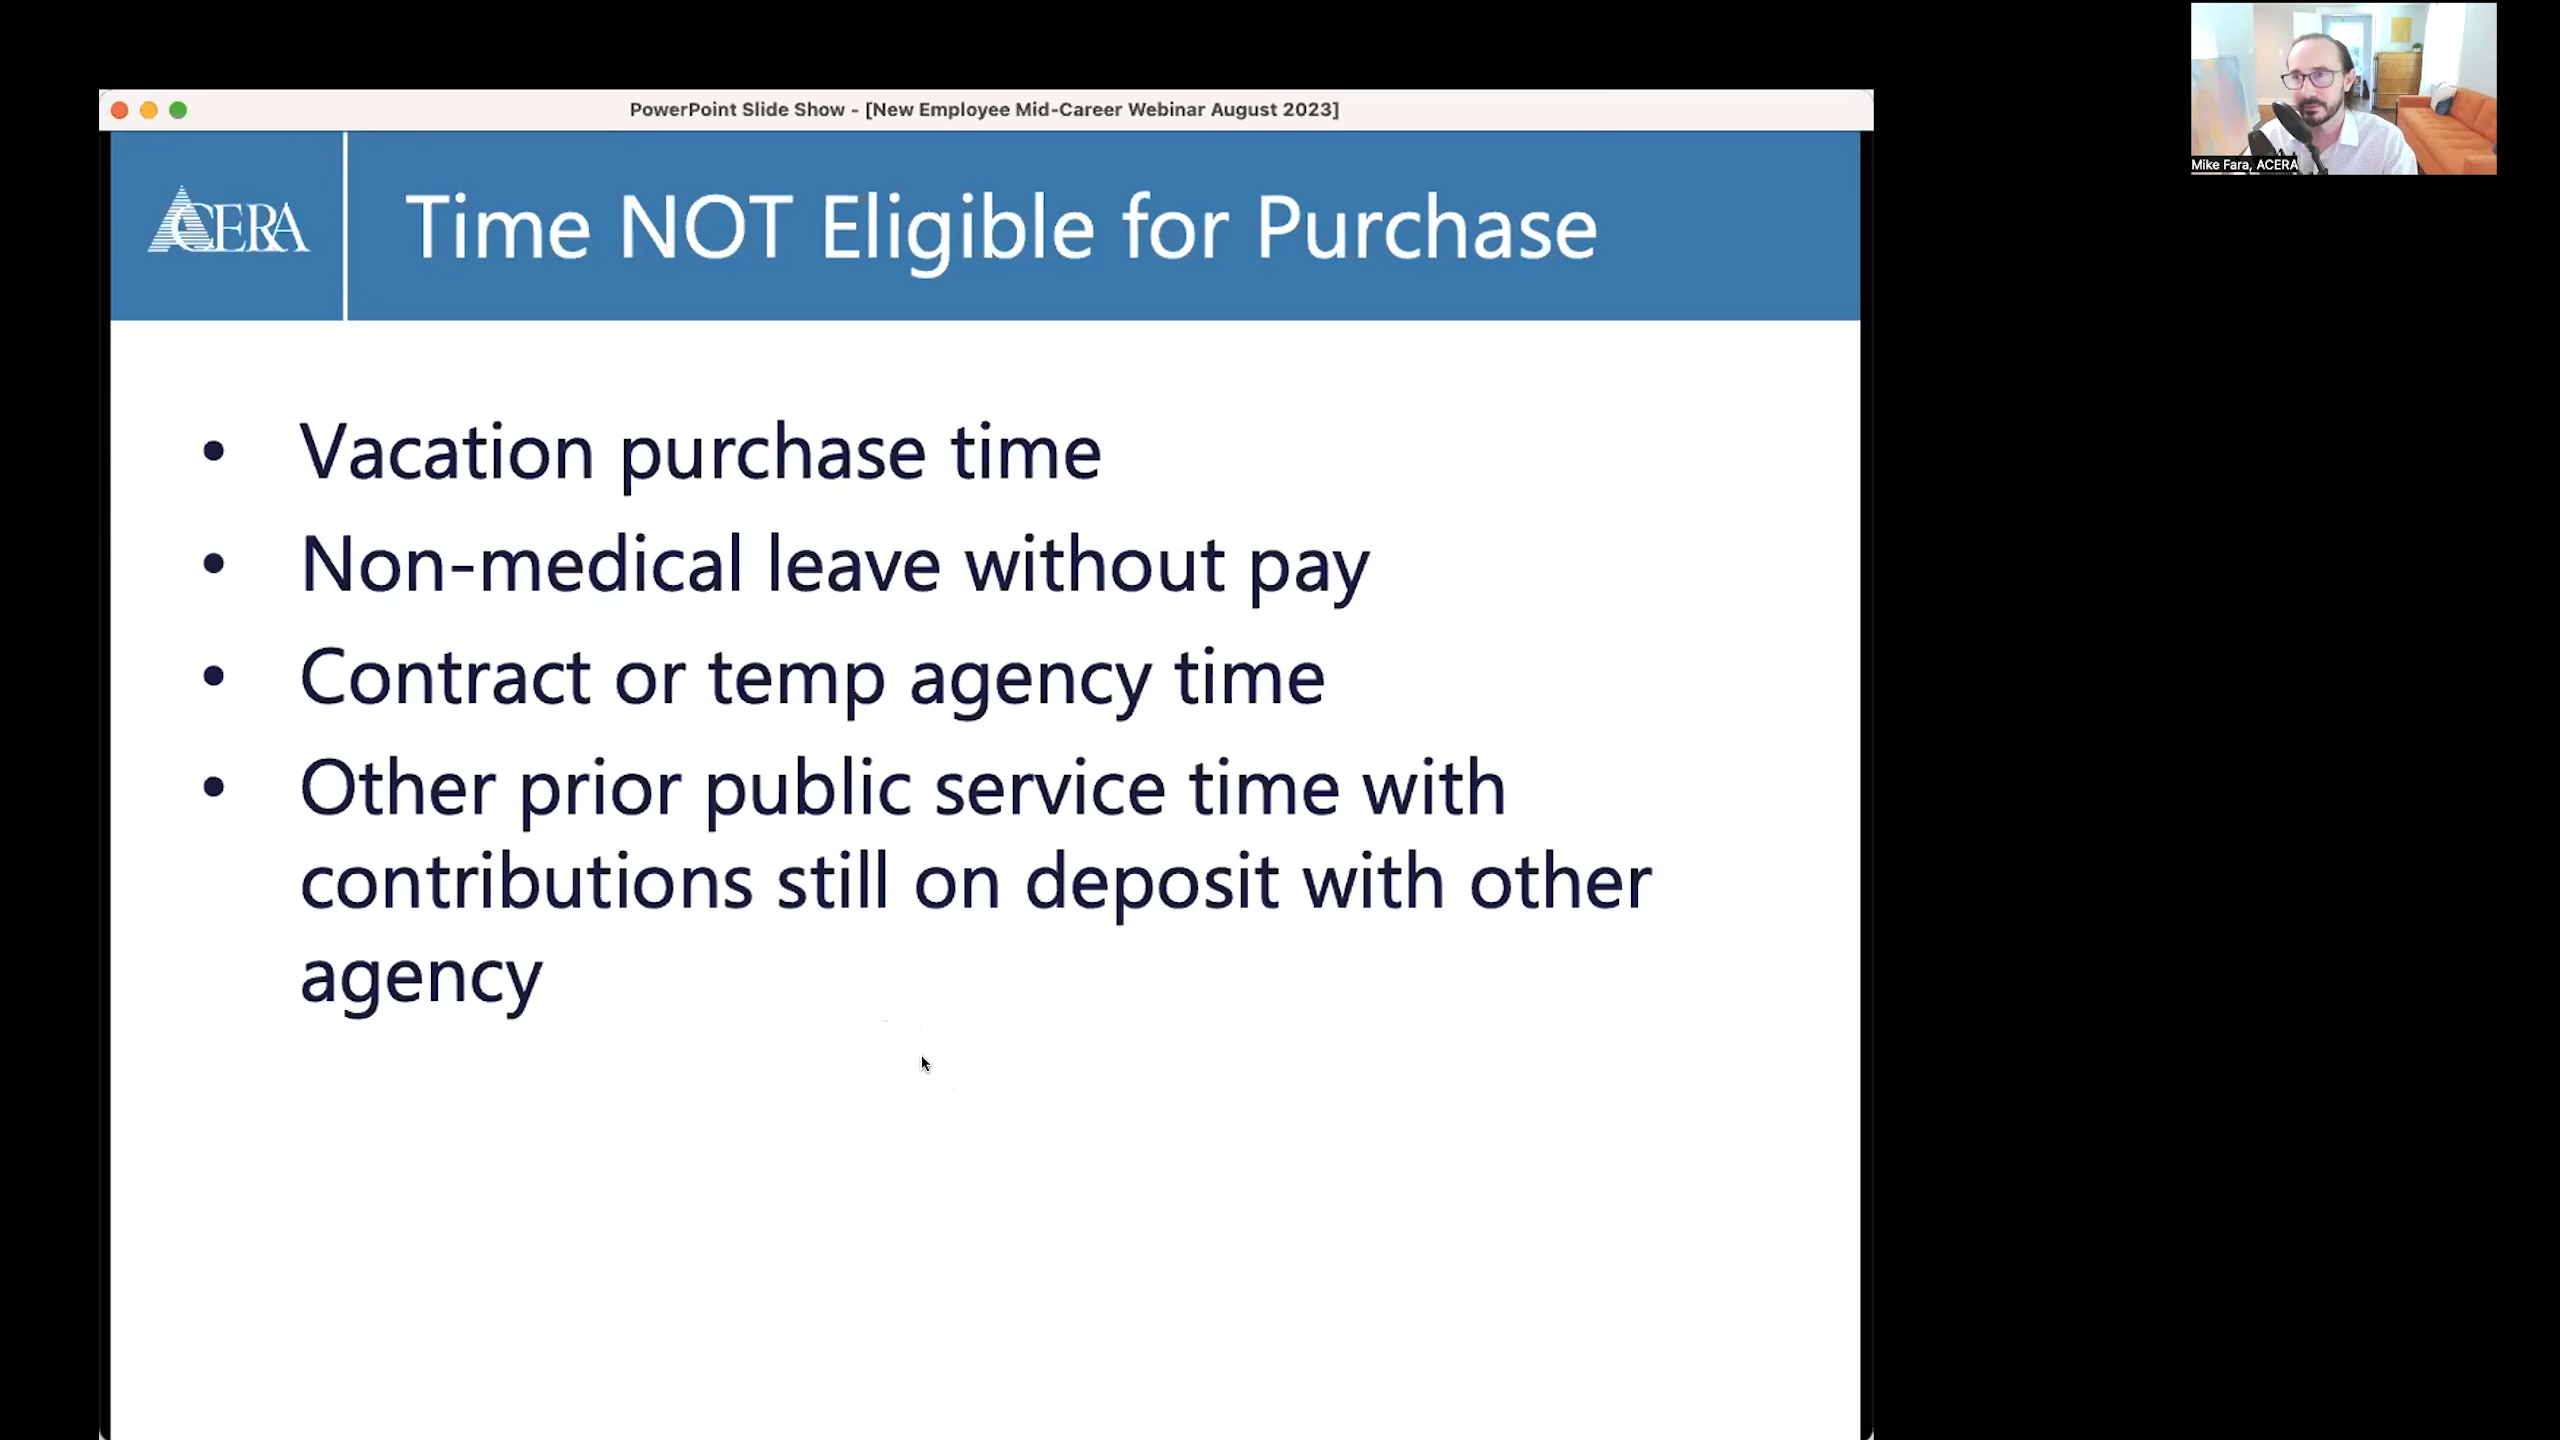 PowerPoint Slide Show - [New Employee Mid-Career Webinar August 2023]
Mike Fara, ACERA
ACERA
Time NOT Eligible for Purchase
• Vacation purchase time
• Non-medical leave without pay
• Contract or temp agency time
• Other prior public service time with
contributions still on deposit with other
agency